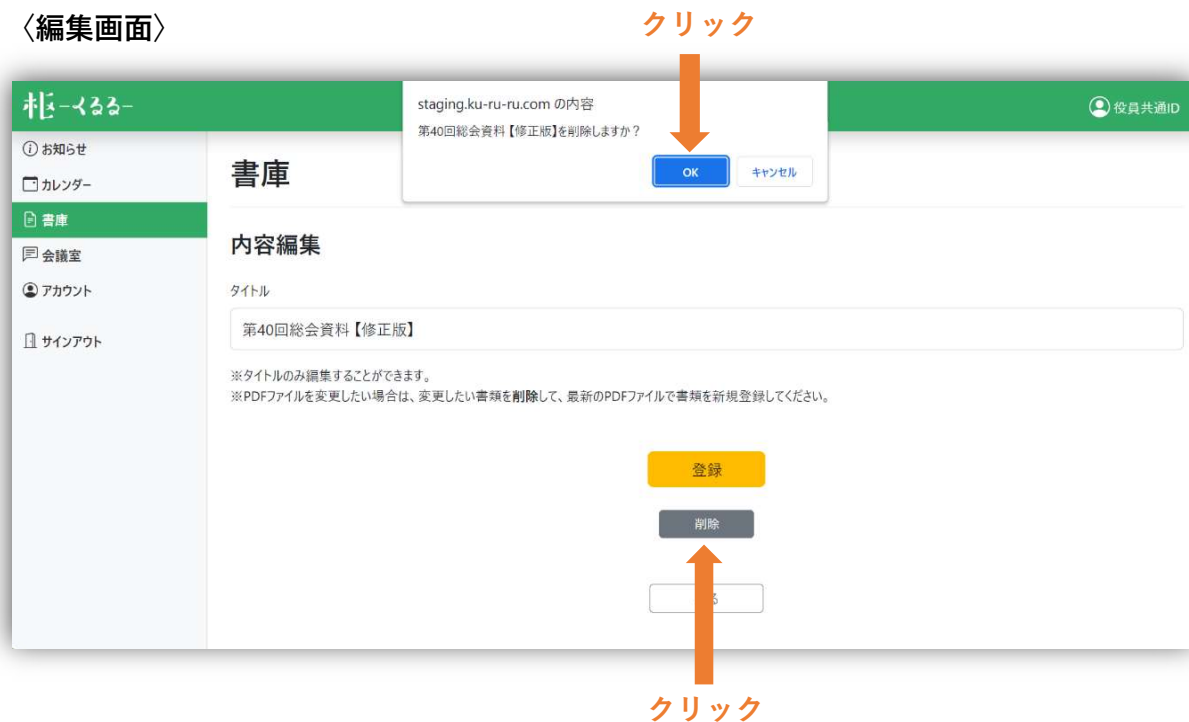 〈編集画面〉
クリック
枢-くるる-
staging.ku-ru-ru.com の内容
第40回総会資料【修正版】を削除しますか？
OK
キャンセル
役員共通ID
お知らせ
カレンダー
書庫
会議室
アカウント
サインアウト
書庫
内容編集
タイトル
第40回総会資料【修正版】
※タイトルのみ編集することができます。
※PDFファイルを変更したい場合は、変更したい書類を削除して、最新のPDFファイルで書類を新規登録してください。
登録
削除
る
クリック